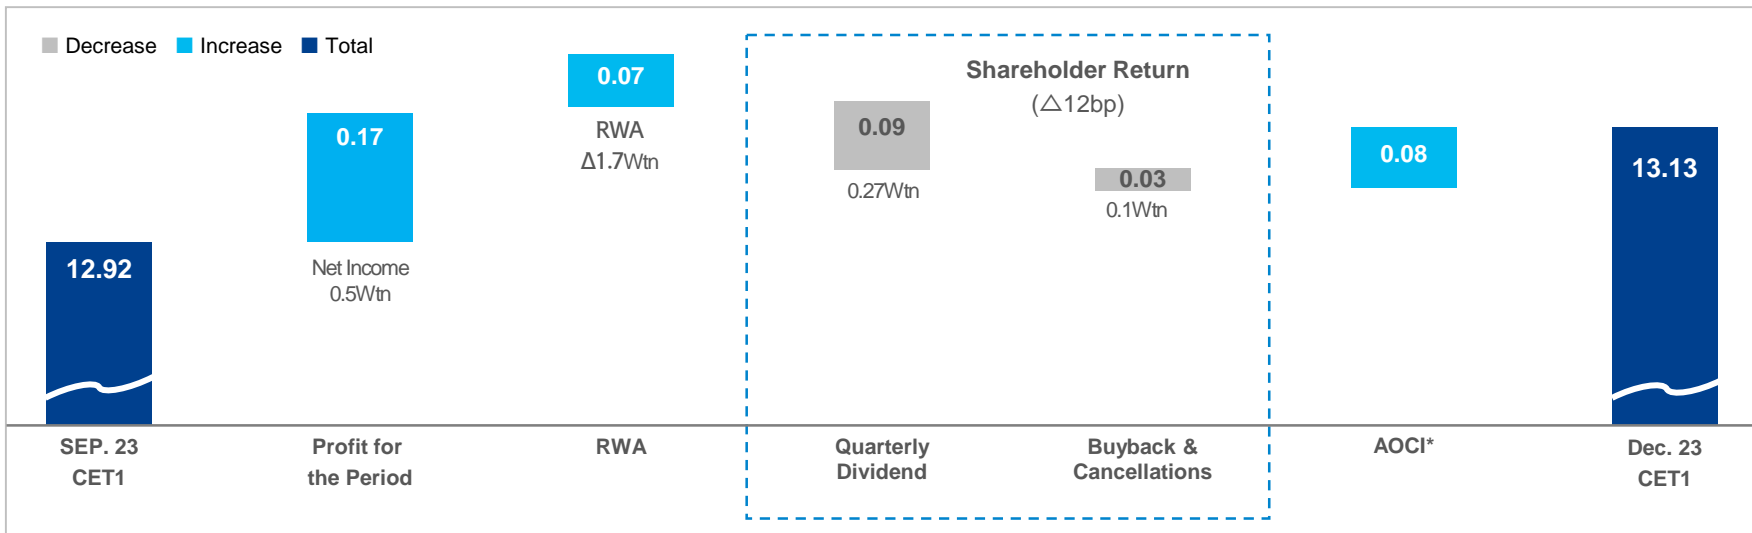 Decrease Increase Total
12.92
SEP. 23
CET1
0.17
Net Income
0.5Wtn
Profit for
the Period
0.07
RWA
Δ1.7Wtn
RWA
Shareholder Return
(△12bp)
0.09
0.27Wtn
Quarterly
Dividend
0.03
0.1Wtn
Buyback &
Cancellations
0.08
AOCI*
13.13
Dec. 23
CET1